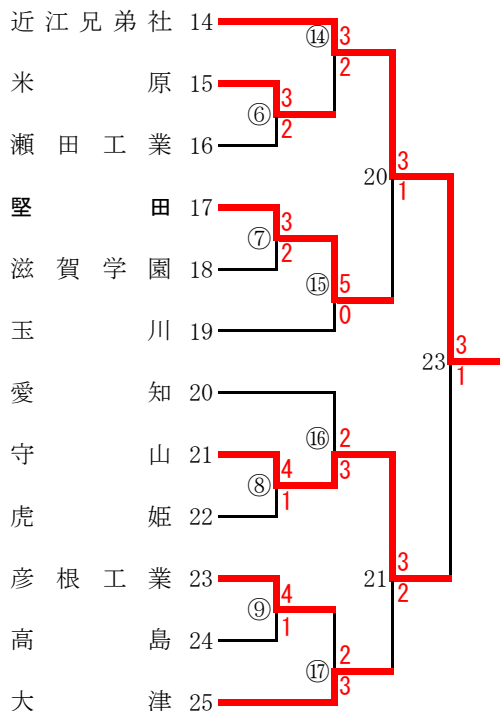 近江兄弟社 14
⑭ 3
2
米原 15
3
⑥
2
瀬田工業 16
3
20
1
堅田 17
3
⑦
2
滋賀学園 18
⑮ 5
0
玉川 19
3
23
1
愛知 20
⑯ 2
3
守山 21
4
⑧
1
虎姫 22
3
21
2
彦根工業 23
4
⑨
1
高島 24
2
⑰
3
大津 25